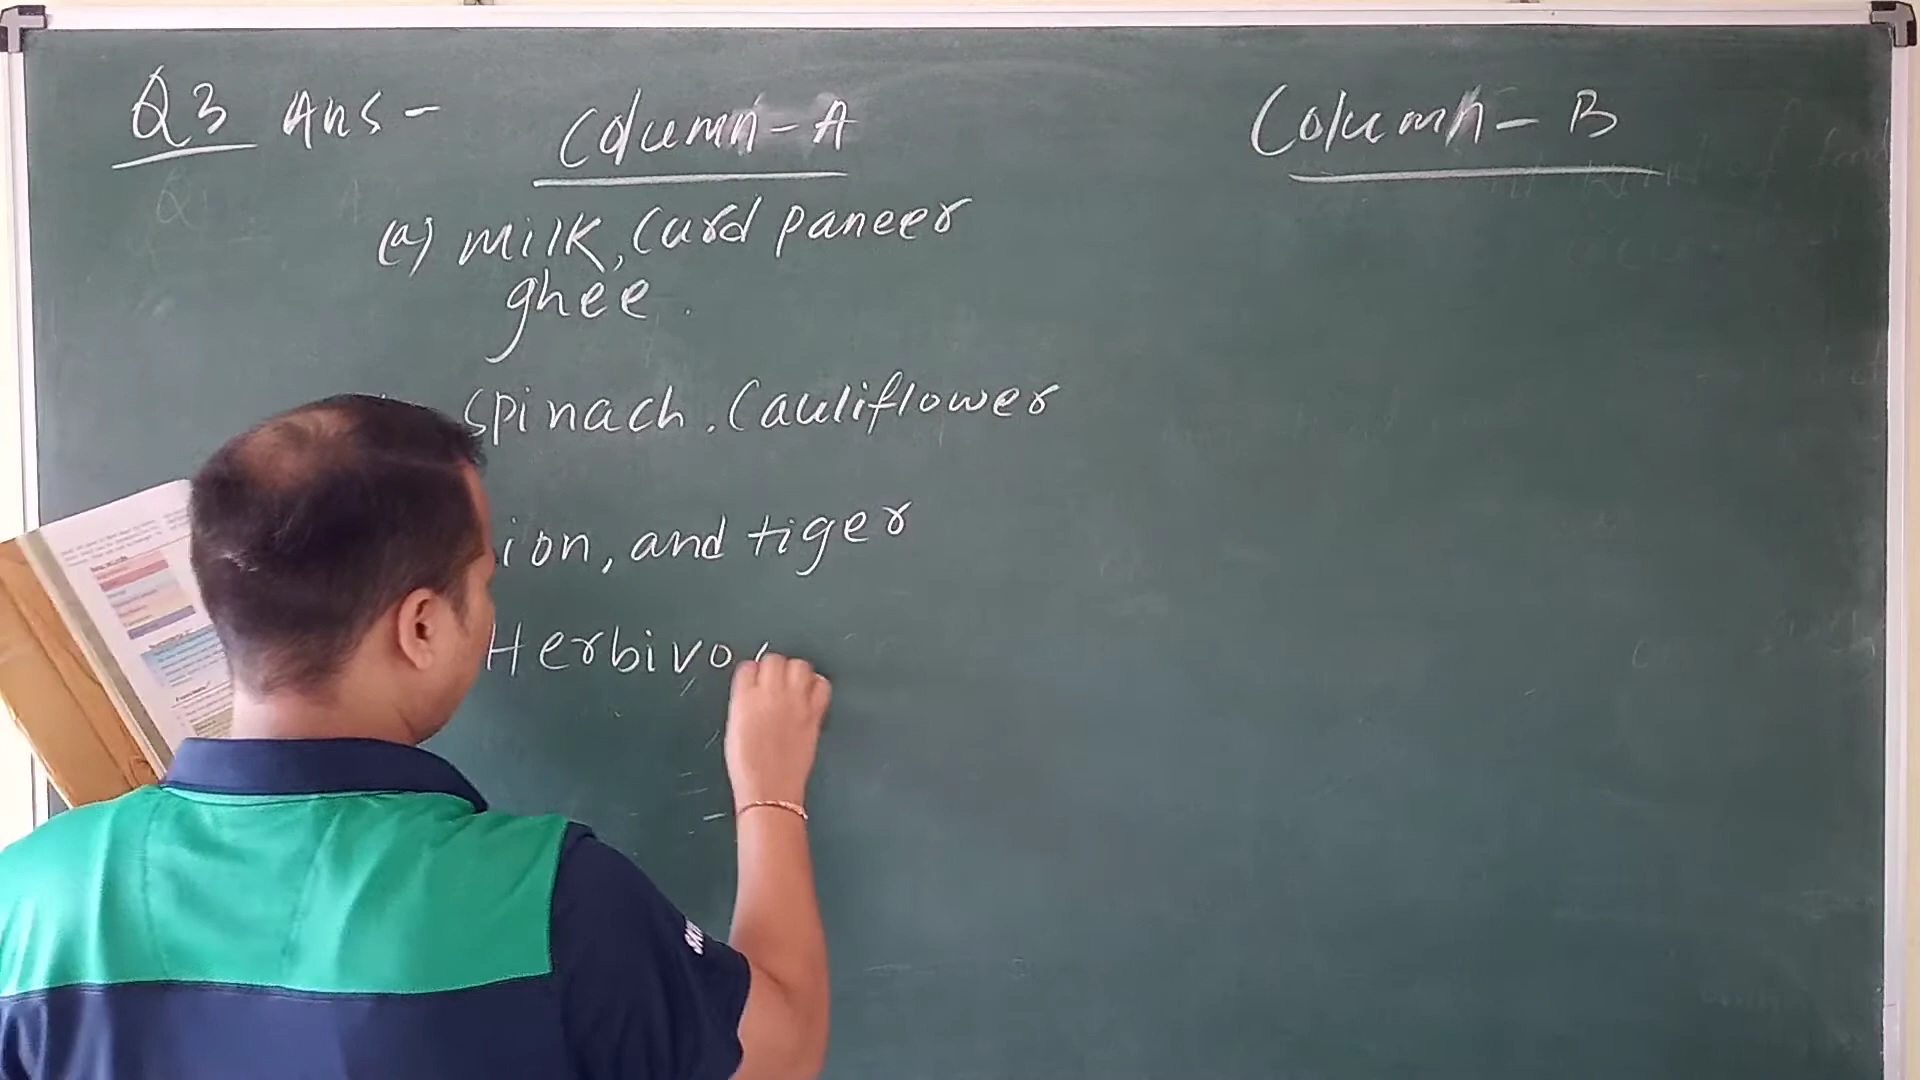 Q3 Ans - Column - A
Column - B
(a) Milk, Curd paneer
ghee.
spinach. Cauliflower
ion, and tiger
Herbivo